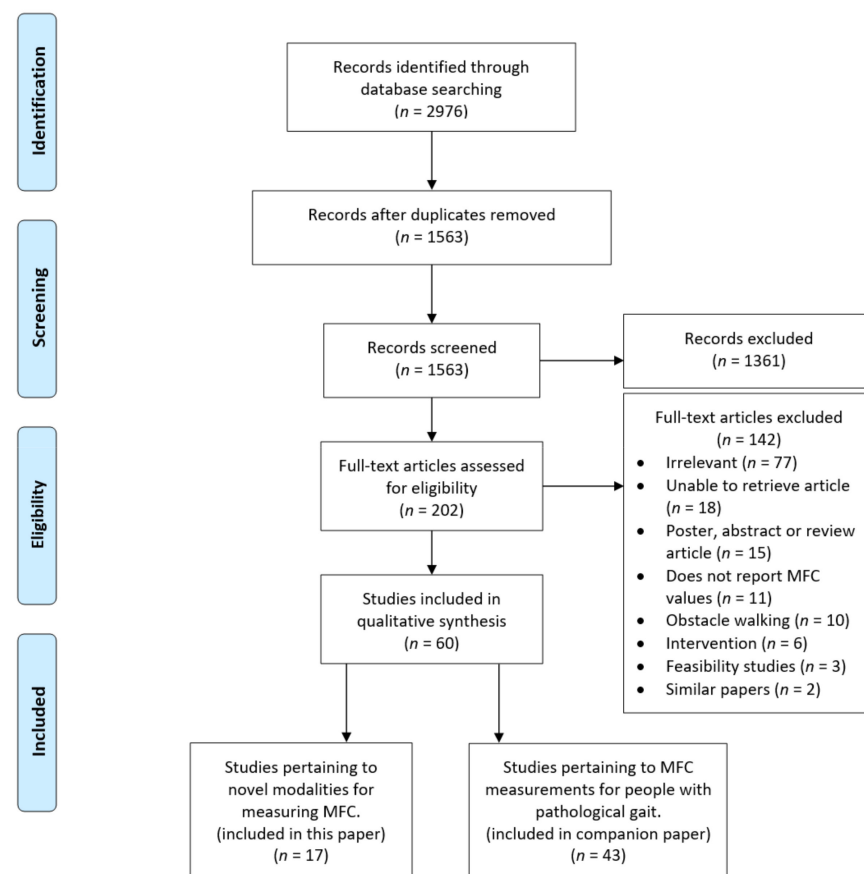 Identification
Records identified through
database searching
(n = 2976)
Records after duplicates removed
(n = 1563)
Screening
Records screened
(n = 1563)
Records excluded
(n = 1361)
Eligibility
Full-text articles assessed
for eligibility
(n = 202)
Full-text articles excluded
(n = 142)
• Irrelevant (n = 77)
• Unable to retrieve article
(n = 18)
• Poster, abstract or review
article (n = 15)
• Does not report MFC
values (n = 11)
• Obstacle walking (n = 10)
• Intervention (n = 6)
• Feasibility studies (n = 3)
• Similar papers (n = 2)
Studies included in
qualitative synthesis
(n = 60)
Included
Studies pertaining to
novel modalities for
measuring MFC.
(included in this paper)
(n = 17)
Studies pertaining to MFC
measurements for people with
pathological gait.
(included in companion paper)
(n = 43)